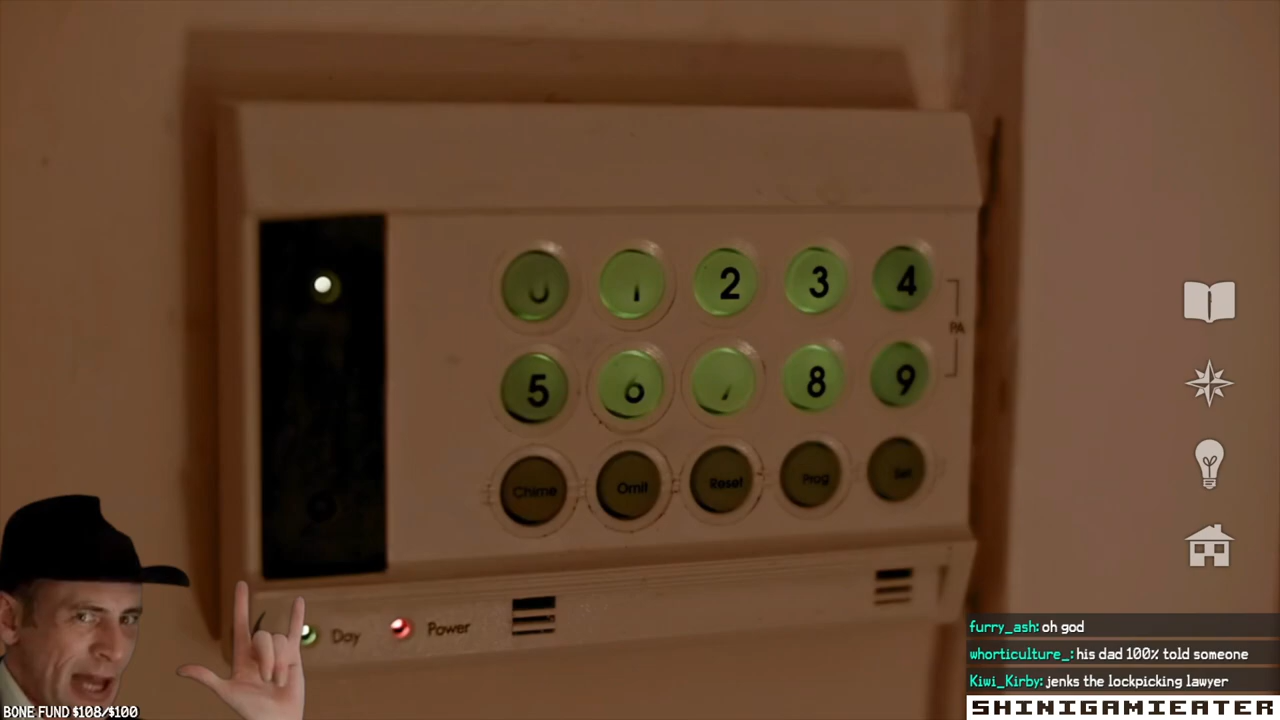 2 3 4
PA
5 6 8 9
Chime Omit Reset Prog Set
Day Power
furry_ash: oh god
whorticulture_: his dad 100% told someone
Kiwi_Kirby: jenks the lockpicking lawyer
BONE FUND $108/$100
SHINIGAMIEATER